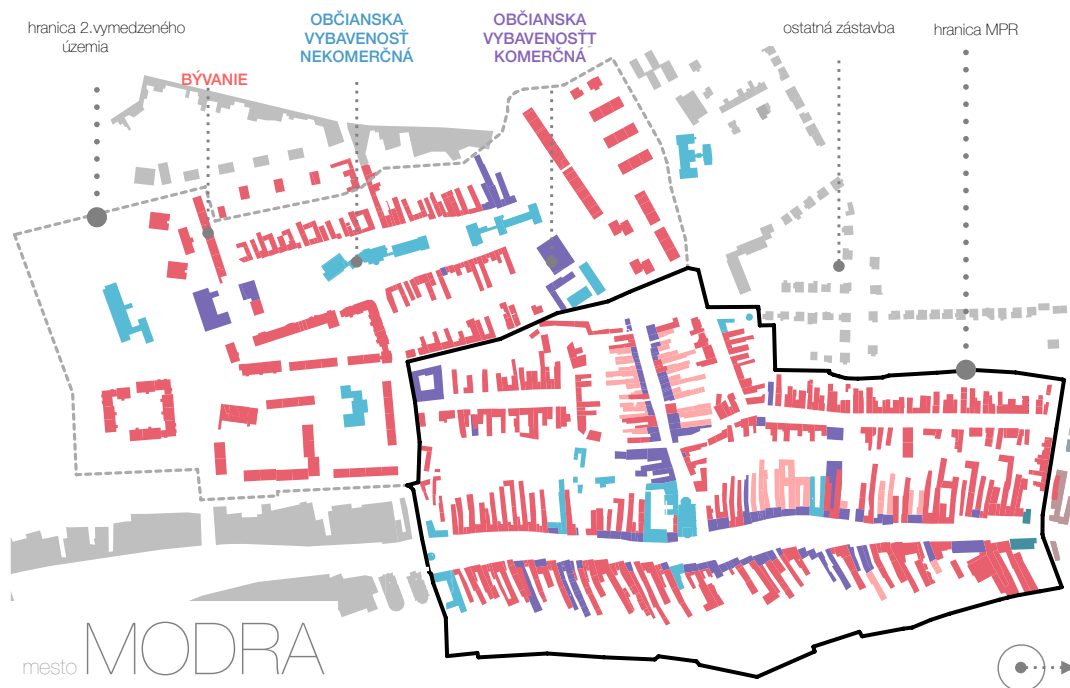 hranica 2.vymedzeného
územia
BÝVANIE
OBČIANSKA
VYBAVENOSŤ
NEKOMERČNÁ
OBČIANSKA
VYBAVENOSŤT
KOMERČNÁ
ostatná zástavba
hranica MPR
mesto MODRA